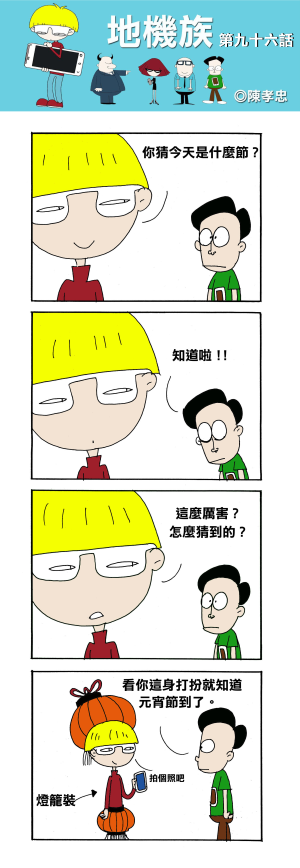 地機族 第九十六話
◎陳孝忠
你猜今天是什麼節？
知道啦！！
這麼厲害？
怎麼猜到的？
看你這身打扮就知道
元宵節到了。
拍個照吧
燈籠裝